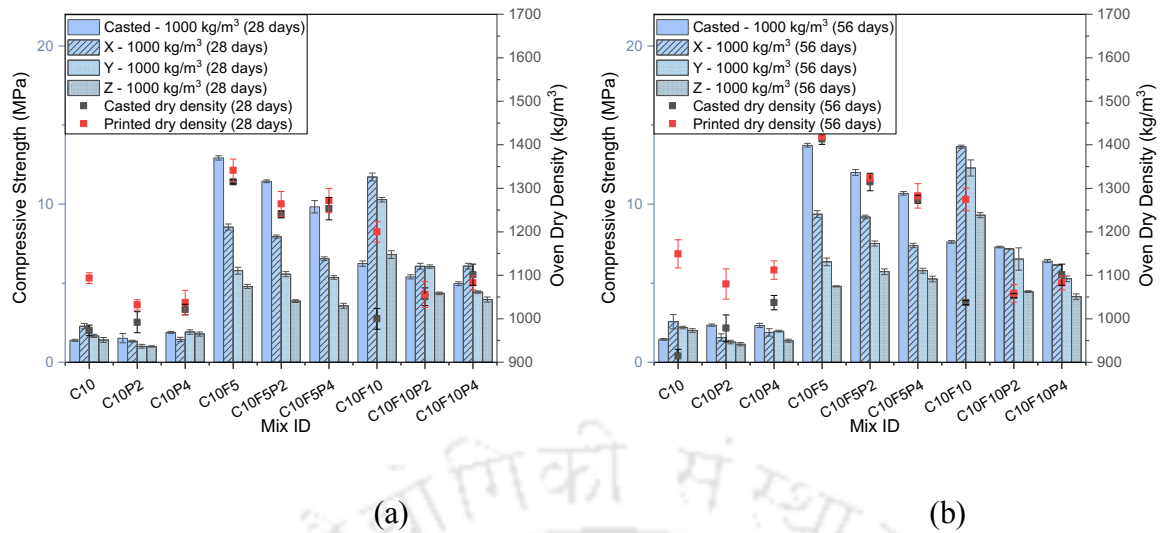 Casted - 1000 kg/m³ (28 days)
X - 1000 kg/m³ (28 days)
Y - 1000 kg/m³ (28 days)
Z - 1000 kg/m³ (28 days)
Casted dry density (28 days)
Printed dry density (28 days)
Compressive Strength (MPa)
0
10
20
Oven Dry Density (kg/m³)
1700
1600
1500
1400
1300
1200
1100
1000
900
C10
C10P2
C10P4
C10F5
C10F5P2
C10F5P4
C10F10
C10F10P2
C10F10P4
Mix ID
(a)
Casted - 1000 kg/m³ (56 days)
X - 1000 kg/m³ (56 days)
Y - 1000 kg/m³ (56 days)
Z - 1000 kg/m³ (56 days)
Casted dry density (56 days)
Printed dry density (56 days)
Compressive Strength (MPa)
0
10
20
Oven Dry Density (kg/m³)
1700
1600
1500
1400
1300
1200
1100
1000
900
C10
C10P2
C10P4
C10F5
C10F5P2
C10F5P4
C10F10
C10F10P2
C10F10P4
Mix ID
(b)